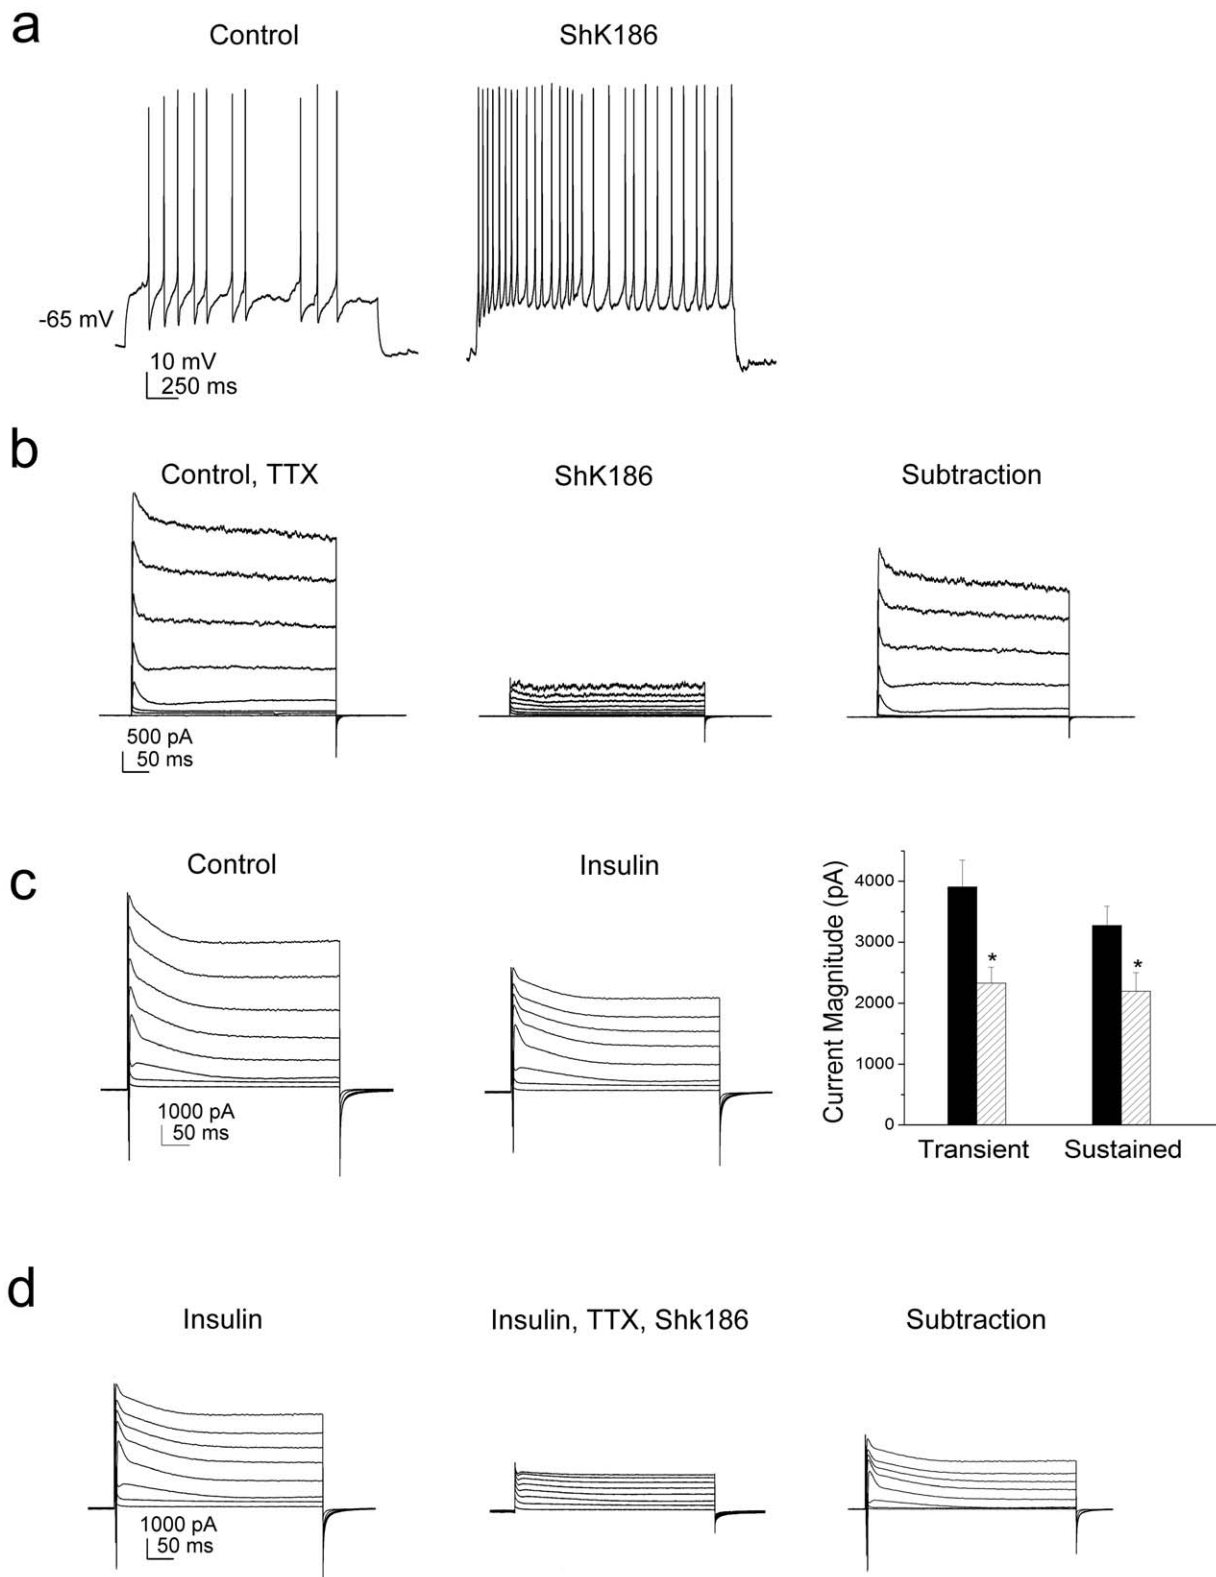 a
Control
ShK186
-65 mV
10 mV
250 ms
b
Control, TTX
ShK186
Subtraction
500 pA
50 ms
c
Control
Insulin
1000 pA
50 ms
Current Magnitude (pA)
4000
3000
2000
1000
0
*
*
Transient
Sustained
d
Insulin
Insulin, TTX, Shk186
Subtraction
1000 pA
50 ms